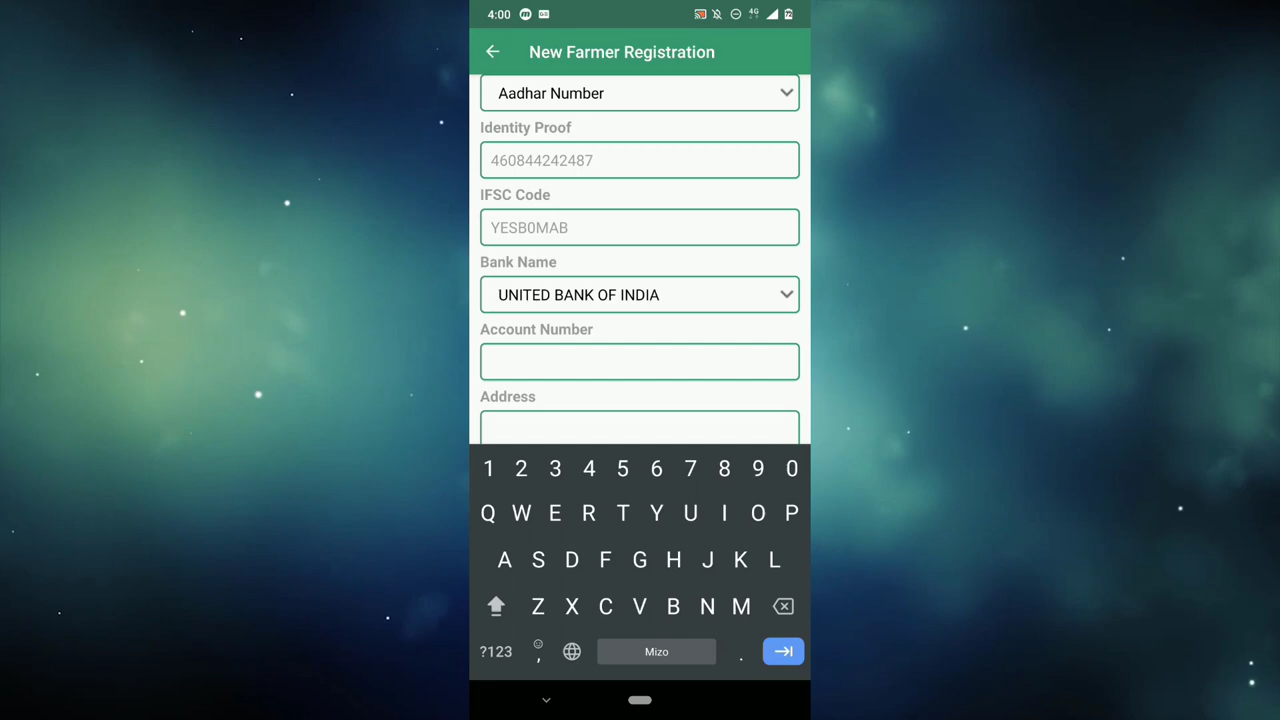 4:00
4G
New Farmer Registration
Aadhar Number
Identity Proof
460844242487
IFSC Code
YESB0MAB
Bank Name
UNITED BANK OF INDIA
Account Number
Address
1 2 3 4 5 6 7 8 9 0
Q W E R T Y U I O P
A S D F G H J K L
Z X C V B N M
?123 , Mizo .